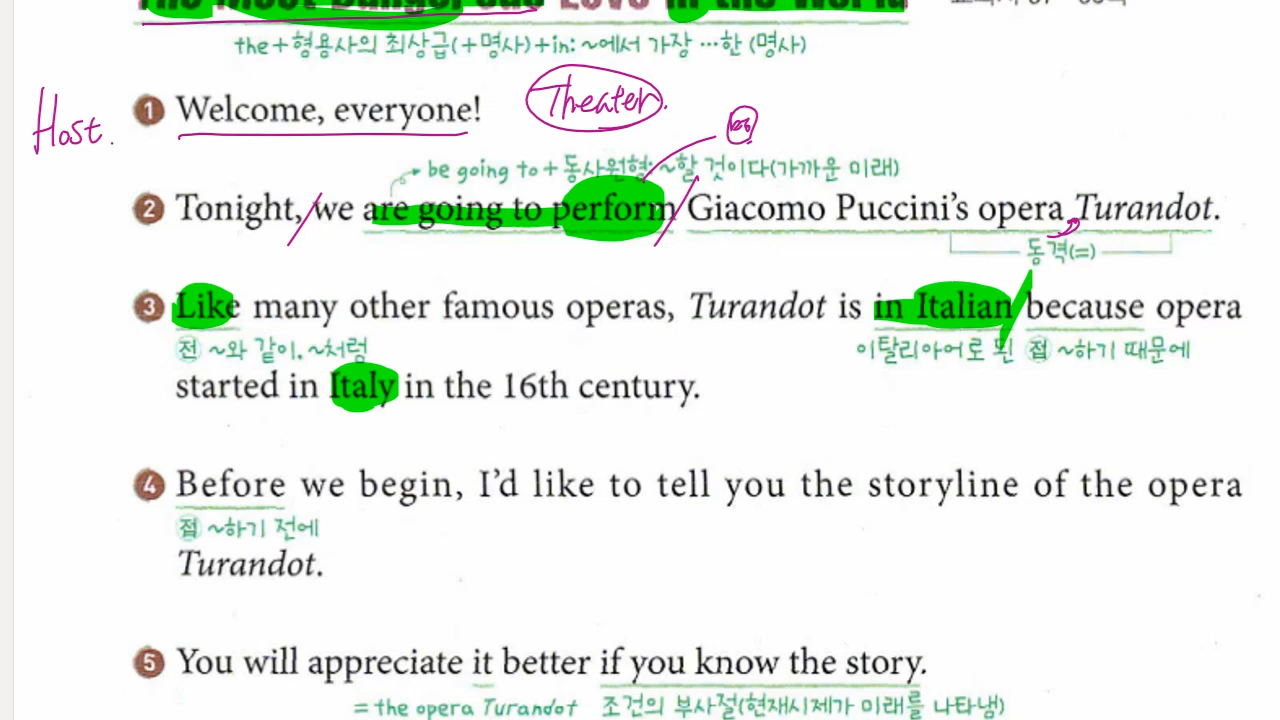 The Most Dangerous Love in the World
the+형용사의 최상급(+명사)+in: ~에서 가장 …한 (명사)
Host.
1 Welcome, everyone!
Theater.
be going to + 동사원형: ~할 것이다(가까운 미래)
2 Tonight, we are going to perform Giacomo Puccini's opera, Turandot.
동격(=)
3 Like many other famous operas, Turandot is in Italian because opera
전 ~와 같이, ~처럼 이탈리아어로 된 접 ~하기 때문에
started in Italy in the 16th century.
4 Before we begin, I'd like to tell you the storyline of the opera
접 ~하기 전에
Turandot.
5 You will appreciate it better if you know the story.
= the opera Turandot 조건의 부사절(현재시제가 미래를 나타냄)